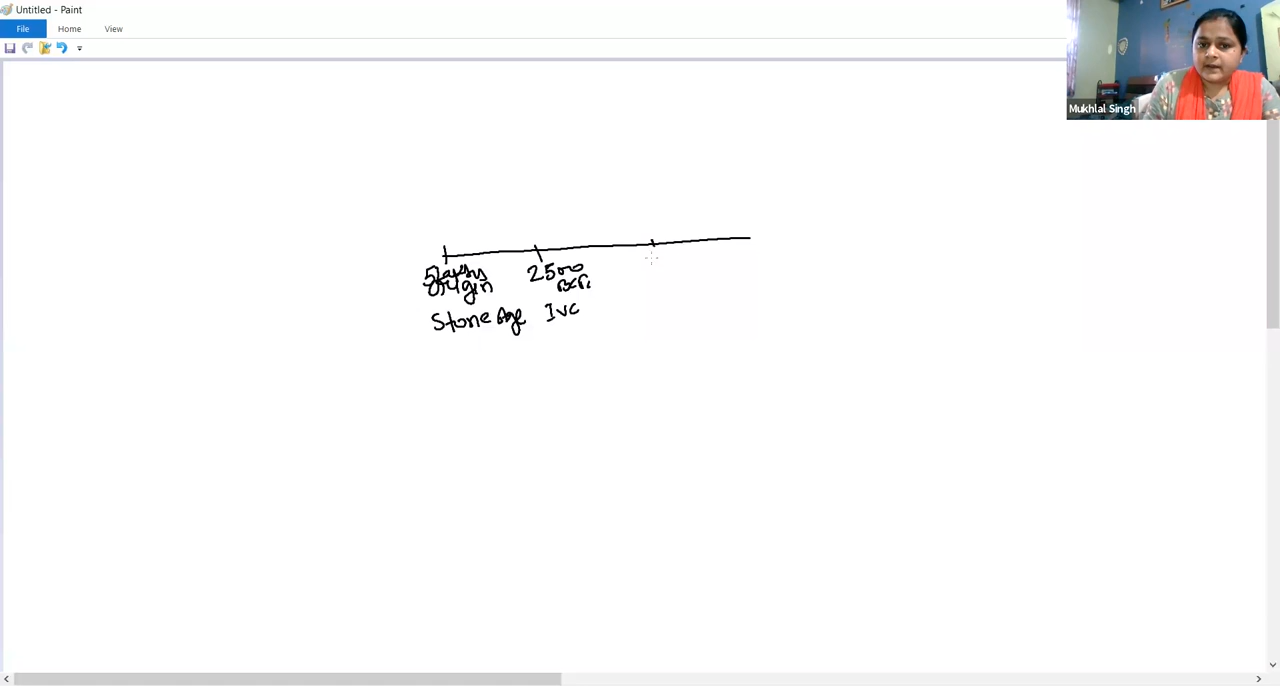 Untitled - Paint
File Home View
Mukhlal Singh
origin
2500
Stone Age IVC